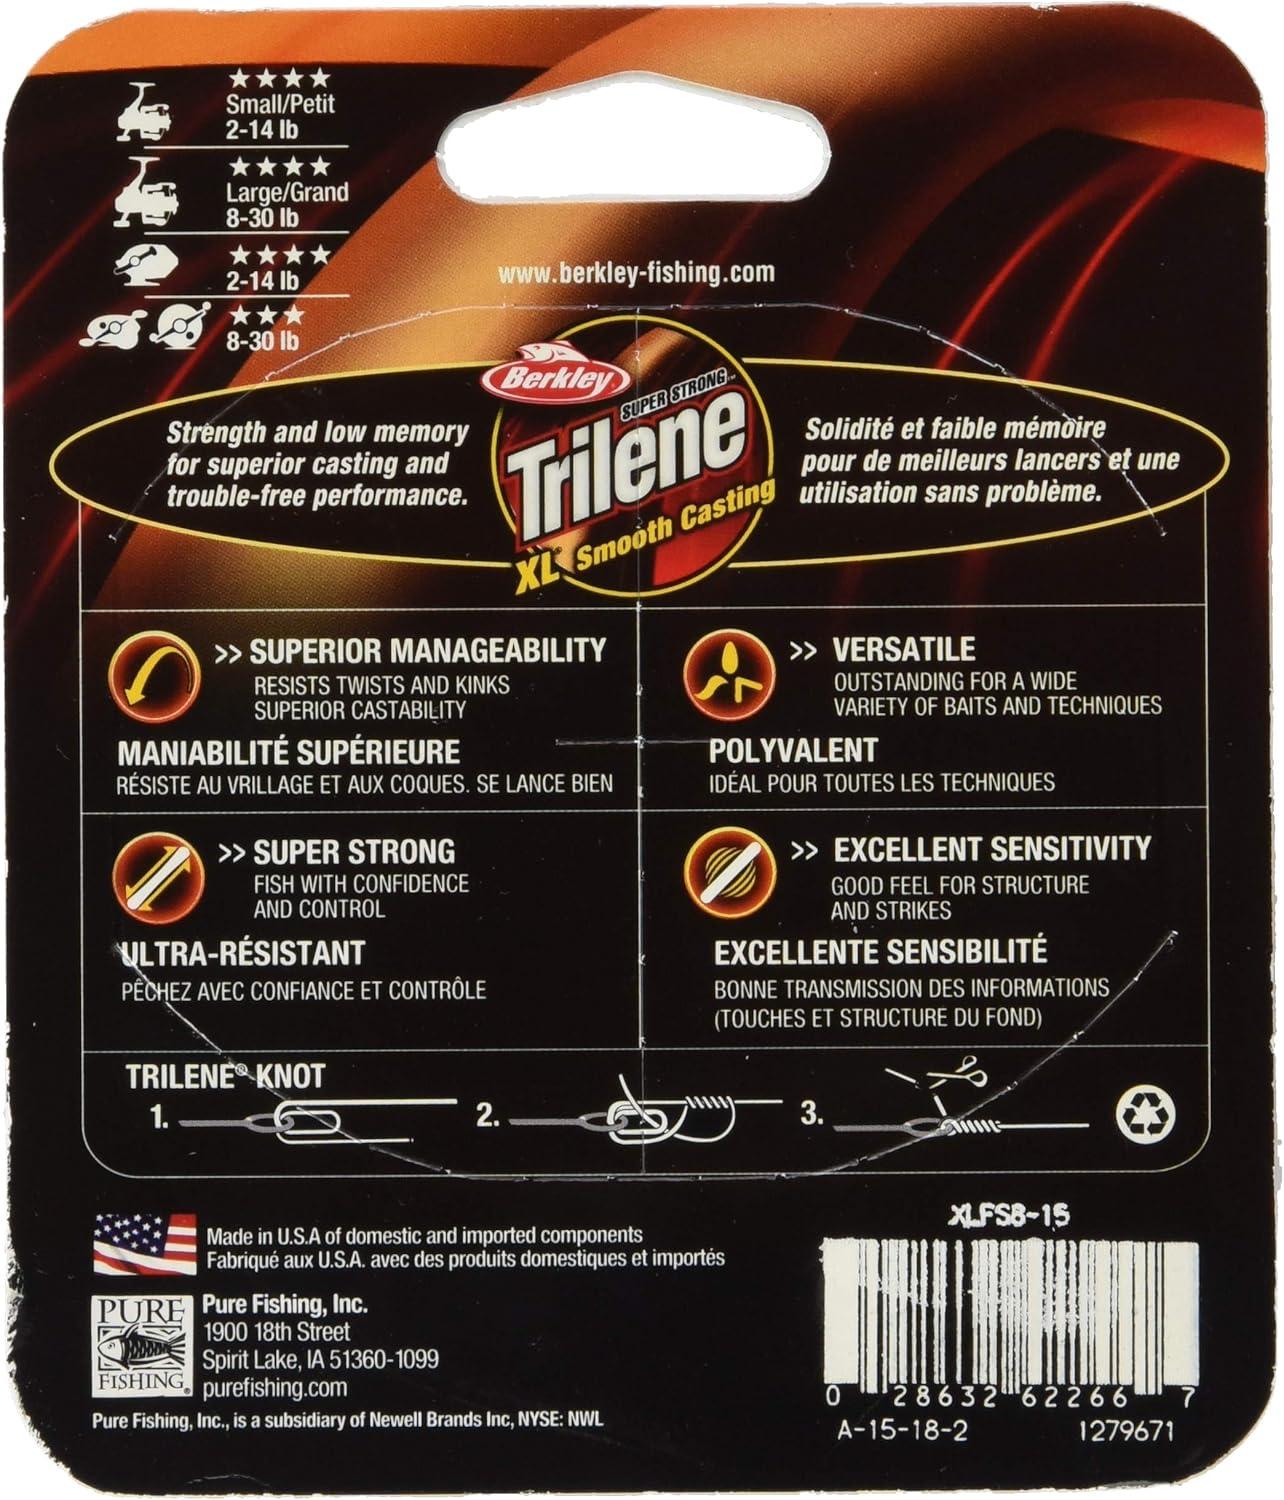 ★★★★
Small/Petit
2-14 lb
★★★★
Large/Grand
8-30 lb
★★★★
2-14 lb
★★★
8-30 lb
www.berkley-fishing.com
Berkley
SUPER STRONG™
Trilene
XL® Smooth Casting
Strength and low memory
for superior casting and
trouble-free performance.
Solidité et faible mémoire
pour de meilleurs lancers et une
utilisation sans problème.
>> SUPERIOR MANAGEABILITY
RESISTS TWISTS AND KINKS
SUPERIOR CASTABILITY
MANIABILITÉ SUPÉRIEURE
RÉSISTE AU VRILLAGE ET AUX COQUES. SE LANCE BIEN
>> VERSATILE
OUTSTANDING FOR A WIDE
VARIETY OF BAITS AND TECHNIQUES
POLYVALENT
IDÉAL POUR TOUTES LES TECHNIQUES
>> SUPER STRONG
FISH WITH CONFIDENCE
AND CONTROL
ULTRA-RÉSISTANT
PÊCHEZ AVEC CONFIANCE ET CONTRÔLE
>> EXCELLENT SENSITIVITY
GOOD FEEL FOR STRUCTURE
AND STRIKES
EXCELLENTE SENSIBILITÉ
BONNE TRANSMISSION DES INFORMATIONS
(TOUCHES ET STRUCTURE DU FOND)
TRILENE® KNOT
1. 2. 3.
Made in U.S.A of domestic and imported components
Fabriqué aux U.S.A. avec des produits domestiques et importés
PURE
FISHING®
Pure Fishing, Inc.
1900 18th Street
Spirit Lake, IA 51360-1099
purefishing.com
Pure Fishing, Inc., is a subsidiary of Newell Brands Inc, NYSE: NWL
XLFS8-15
0 28632 62266 7
A-15-18-2 1279671